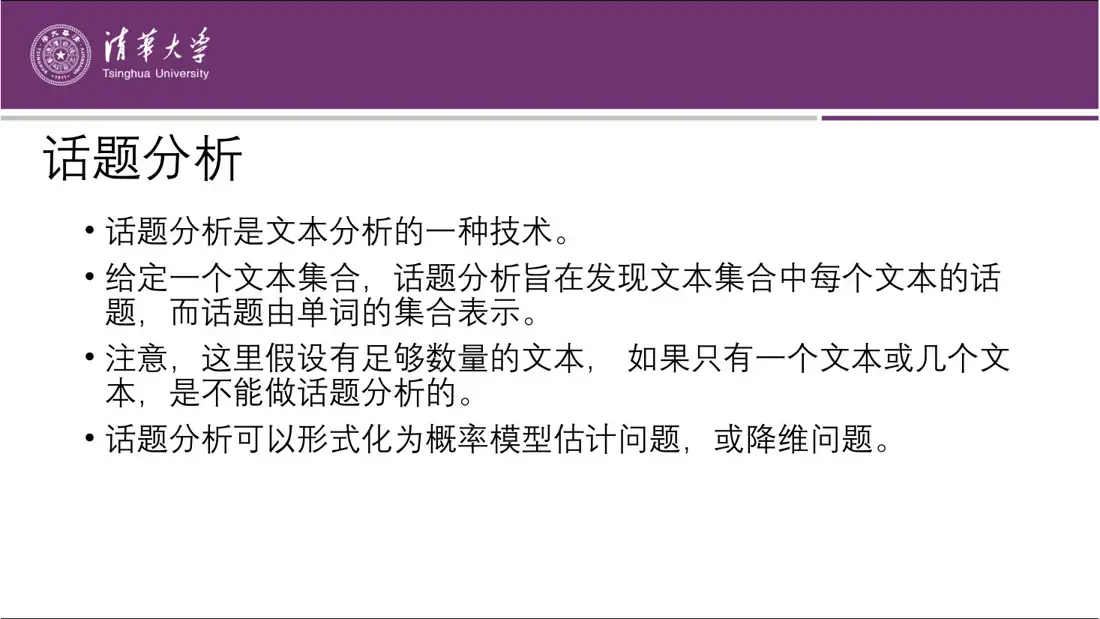 清华大学
Tsinghua University
话题分析
• 话题分析是文本分析的一种技术。
• 给定一个文本集合，话题分析旨在发现文本集合中每个文本的话
题，而话题由单词的集合表示。
• 注意，这里假设有足够数量的文本， 如果只有一个文本或几个文
本，是不能做话题分析的。
• 话题分析可以形式化为概率模型估计问题，或降维问题。